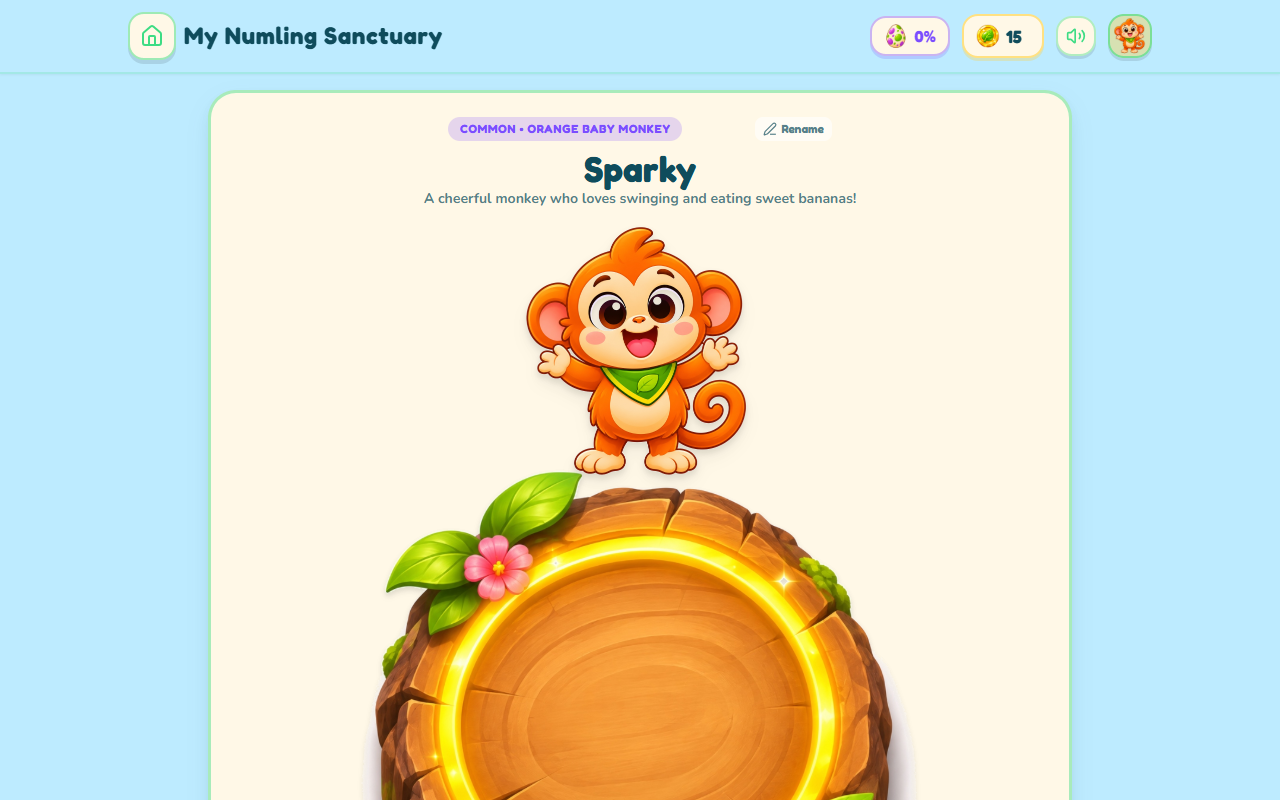 My Numling Sanctuary
0%
15
COMMON • ORANGE BABY MONKEY
Rename
Sparky
A cheerful monkey who loves swinging and eating sweet bananas!